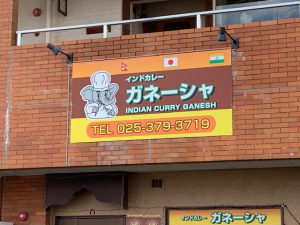 インドカレー
ガネーシャ
INDIAN CURRY GANESH
TEL 025-379-3719
インドカレー ガネーシャ